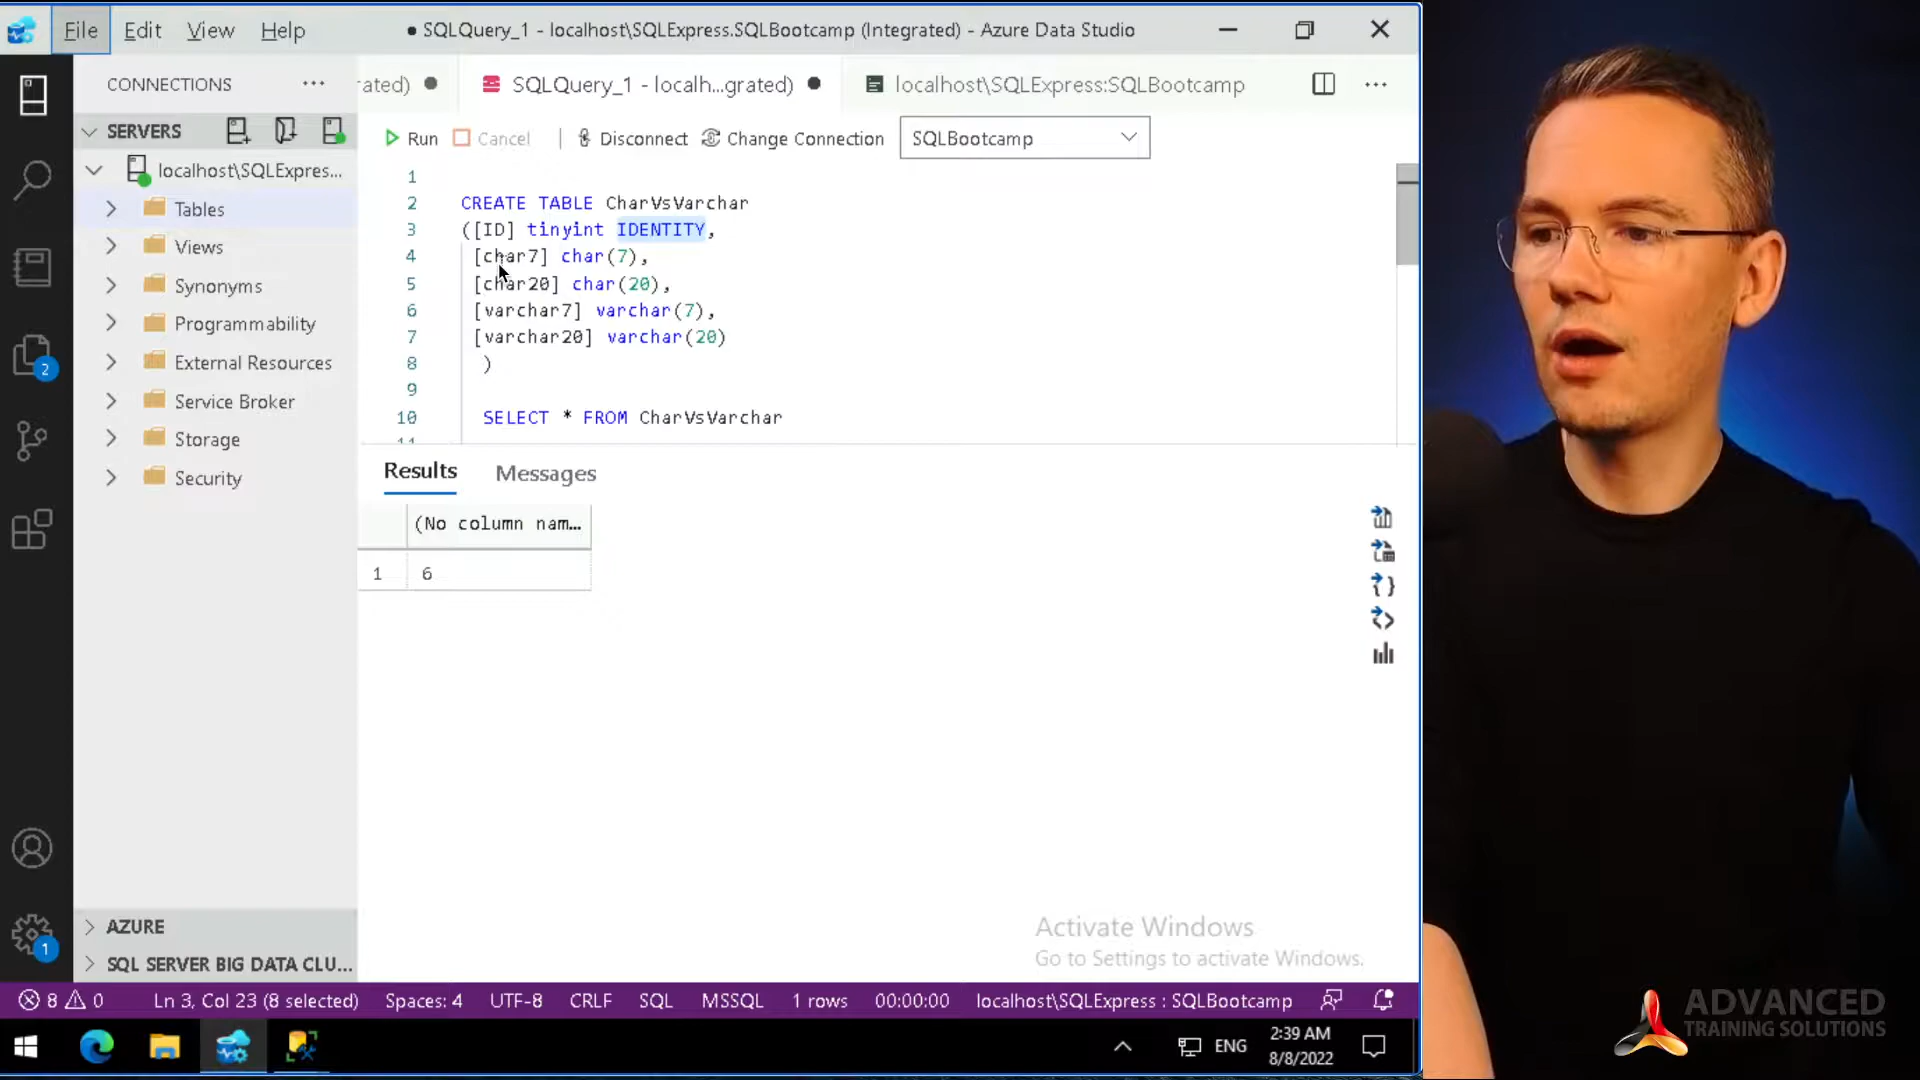 File Edit View Help
● SQLQuery_1 - localhost\SQLExpress.SQLBootcamp (Integrated) - Azure Data Studio
CONNECTIONS
rated)
SQLQuery_1 - localh...grated)
localhost\SQLExpress:SQLBootcamp
SERVERS
Run
Cancel
Disconnect
Change Connection
SQLBootcamp
localhost\SQLExpres...
Tables
Views
Synonyms
Programmability
External Resources
Service Broker
Storage
Security
1
2 CREATE TABLE CharVsVarchar
3 ([ID] tinyint IDENTITY,
4 [char7] char(7),
5 [char20] char(20),
6 [varchar7] varchar(7),
7 [varchar20] varchar(20)
8 )
9
10 SELECT * FROM CharVsVarchar
11
Results Messages
(No column nam...
1 6
2
1
AZURE
SQL SERVER BIG DATA CLU...
Activate Windows
Go to Settings to activate Windows.
8 0 Ln 3, Col 23 (8 selected) Spaces: 4 UTF-8 CRLF SQL MSSQL 1 rows 00:00:00 localhost\SQLExpress : SQLBootcamp
ENG
2:39 AM
8/8/2022
ADVANCED
TRAINING SOLUTIONS